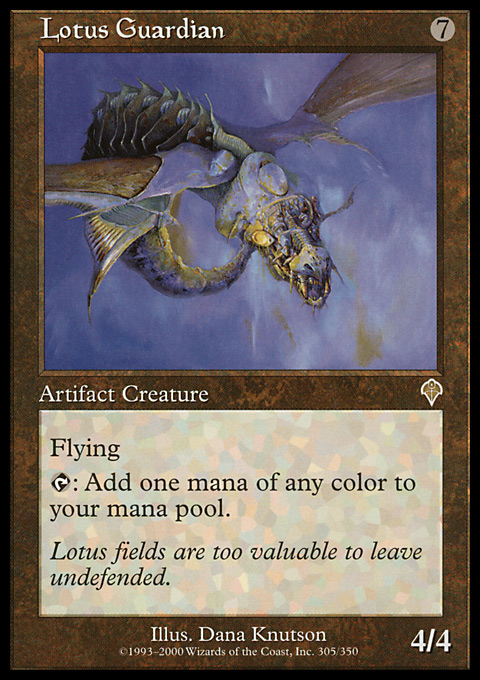 Lotus Guardian 7
Artifact Creature
Flying
: Add one mana of any color to
your mana pool.
Lotus fields are too valuable to leave
undefended.
Illus. Dana Knutson
4/4
©1993–2000 Wizards of the Coast, Inc. 305/350